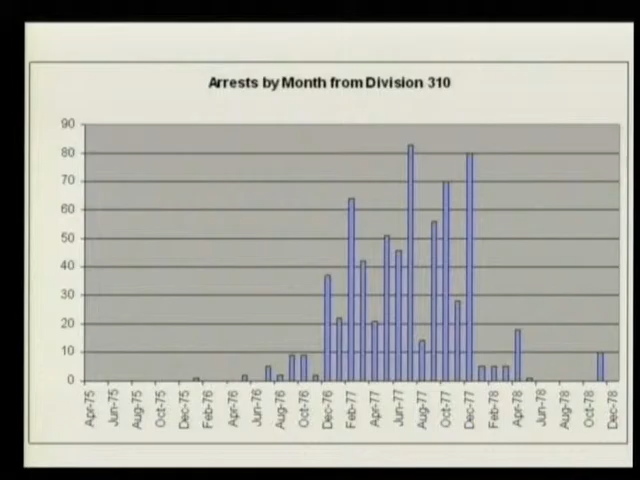 Arrests by Month from Division 310
90
80
70
60
50
40
30
20
10
0
Apr-75
Jun-75
Aug-75
Oct-75
Dec-75
Feb-76
Apr-76
Jun-76
Aug-76
Oct-76
Dec-76
Feb-77
Apr-77
Jun-77
Aug-77
Oct-77
Dec-77
Feb-78
Apr-78
Jun-78
Aug-78
Oct-78
Dec-78